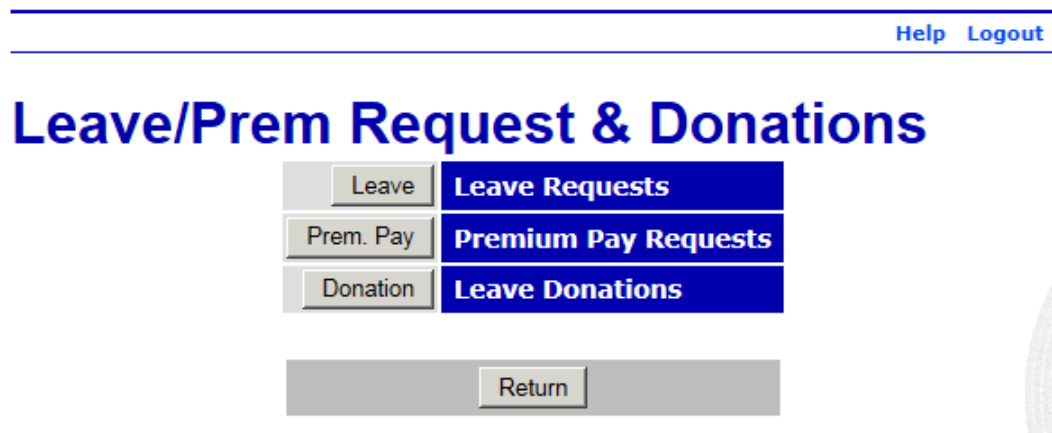 Help Logout
Leave/Prem Request & Donations
Leave Leave Requests
Prem. Pay Premium Pay Requests
Donation Leave Donations
Return